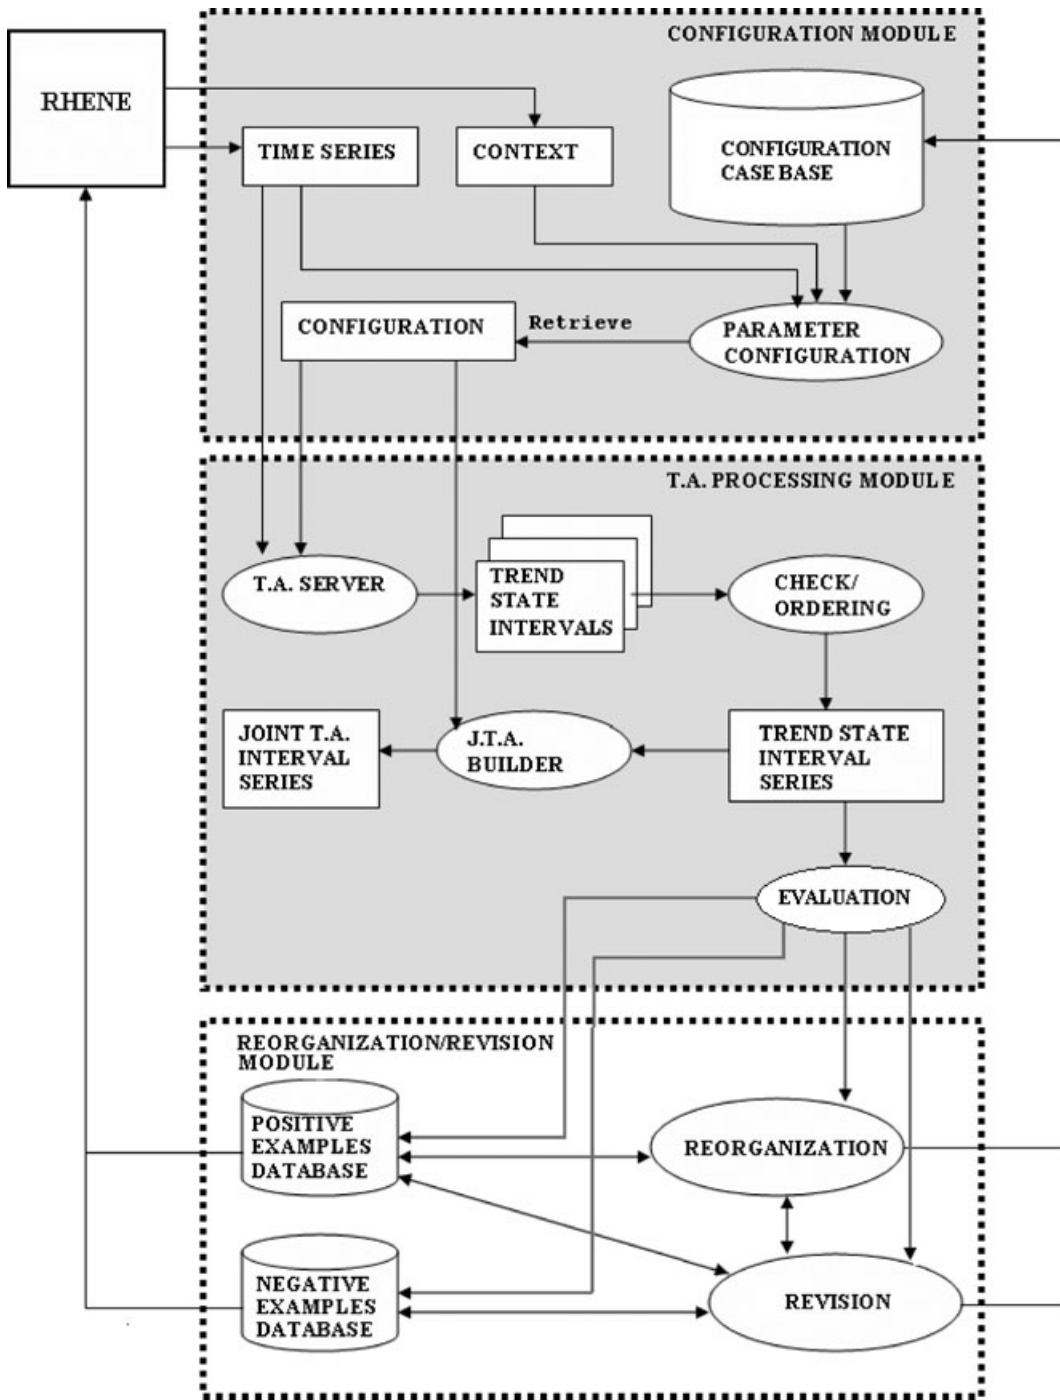 CONFIGURATION MODULE
RHENE
TIME SERIES
CONTEXT
CONFIGURATION
CASE BASE
CONFIGURATION
Retrieve
PARAMETER
CONFIGURATION
T.A. PROCESSING MODULE
T.A. SERVER
TREND
STATE
INTERVALS
CHECK/
ORDERING
JOINT T.A.
INTERVAL
SERIES
J.T.A.
BUILDER
TREND STATE
INTERVAL
SERIES
EVALUATION
REORGANIZATION/REVISION
MODULE
POSITIVE
EXAMPLES
DATABASE
REORGANIZATION
NEGATIVE
EXAMPLES
DATABASE
REVISION